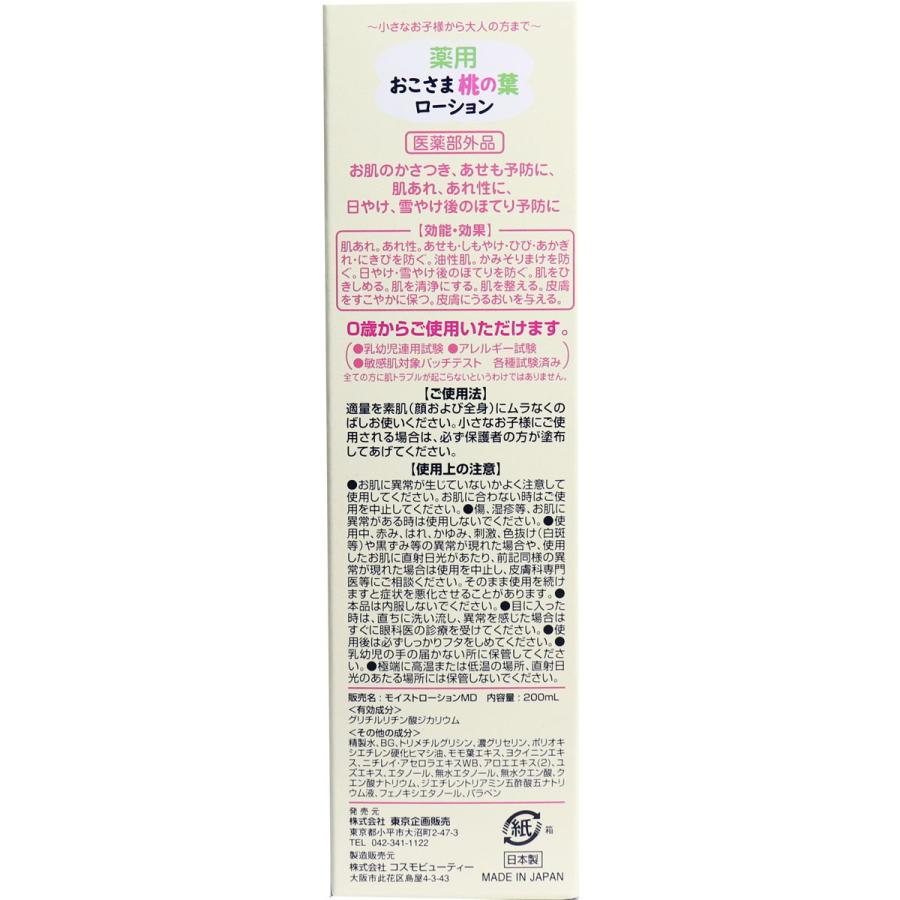 ～小さなお子様から大人の方まで～
薬用
おこさま桃の葉
ローション
医薬部外品
お肌のかさつき、あせも予防に、
肌あれ、あれ性に、
日やけ、雪やけ後のほてり予防に
【効能・効果】
肌あれ。あれ性。あせも・しもやけ・ひび・あかぎ
れ・にきびを防ぐ。油性肌。かみそりまけを防
ぐ。日やけ・雪やけ後のほてりを防ぐ。肌をひ
きしめる。肌を清浄にする。肌を整える。皮膚
をすこやかに保つ。皮膚にうるおいを与える。
0歳からご使用いただけます。
●乳幼児連用試験 ●アレルギー試験
●敏感肌対象パッチテスト 各種試験済み
全ての方に肌トラブルが起こらないというわけではありません。
【ご使用法】
適量を素肌(顔および全身)にムラなくの
ばしお使いください。小さなお子様にご使
用される場合は、必ず保護者の方が塗布
してあげてください。
【使用上の注意】
●お肌に異常が生じていないかよく注意して
使用してください。お肌に合わない時はご使
用を中止してください。●傷、湿疹等、お肌に
異常がある時は使用しないでください。●使
用中、赤み、はれ、かゆみ、刺激、色抜け(白斑
等)や黒ずみ等の異常が現れた場合や、使用
したお肌に直射日光があたり、前記同様の異
常が現れた場合は使用を中止し、皮膚科専門
医等にご相談ください。そのまま使用を続け
ますと症状を悪化させることがあります。●
本品は内服しないでください。●目に入った
時は、直ちに洗い流し、異常を感じた場合は
すぐに眼科医の診療を受けてください。●使
用後は必ずしっかりフタをしめてください。●
乳幼児の手の届かない所に保管してくださ
い。●極端に高温または低温の場所、直射日
光のあたる場所には保管しないでください。
販売名:モイストローションMD 内容量:200mL
<有効成分>
グリチルリチン酸ジカリウム
<その他の成分>
精製水、BG、トリメチルグリシン、濃グリセリン、ポリオキ
シエチレン硬化ヒマシ油、モモ葉エキス、ヨクイニンエキ
ス、ニチレイ・アセロラエキスWB、アロエエキス(2)、ユ
ズエキス、エタノール、無水エタノール、無水クエン酸、ク
エン酸ナトリウム、ジエチレントリアミン五酢酸五ナトリ
ウム液、フェノキシエタノール、パラベン
発売元
株式会社 東京企画販売
東京都小平市大沼町2-47-3
TEL 042-341-1122
製造販売元
株式会社 コスモビューティー
大阪市此花区島屋4-3-43
紙
箱
日本製
MADE IN JAPAN